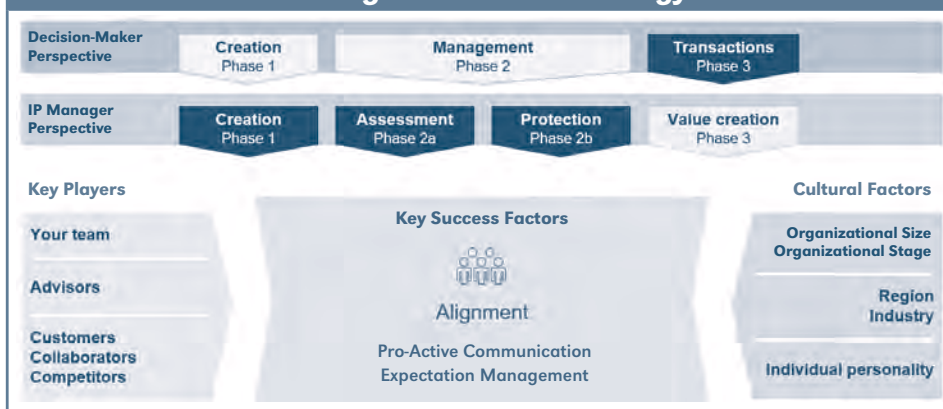 Decision-Maker
Perspective
Creation
Phase 1
Management
Phase 2
Transactions
Phase 3
IP Manager
Perspective
Creation
Phase 1
Assessment
Phase 2a
Protection
Phase 2b
Value creation
Phase 3
Key Players
Your team
Advisors
Customers
Collaborators
Competitors
Key Success Factors
Alignment
Pro-Active Communication
Expectation Management
Cultural Factors
Organizational Size
Organizational Stage
Region
Industry
Individual personality